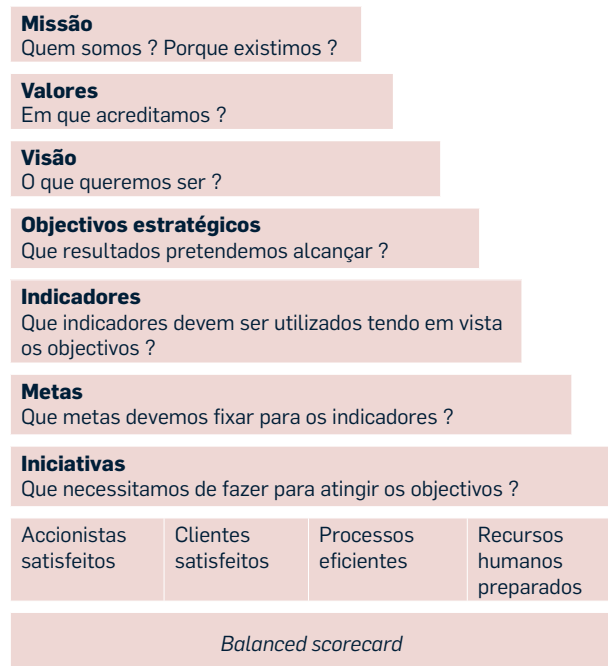 Missão
Quem somos ? Porque existimos ?
Valores
Em que acreditamos ?
Visão
O que queremos ser ?
Objectivos estratégicos
Que resultados pretendemos alcançar ?
Indicadores
Que indicadores devem ser utilizados tendo em vista
os objectivos ?
Metas
Que metas devemos fixar para os indicadores ?
Iniciativas
Que necessitamos de fazer para atingir os objectivos ?
Accionistas
satisfeitos
Clientes
satisfeitos
Processos
eficientes
Recursos
humanos
preparados
Balanced scorecard